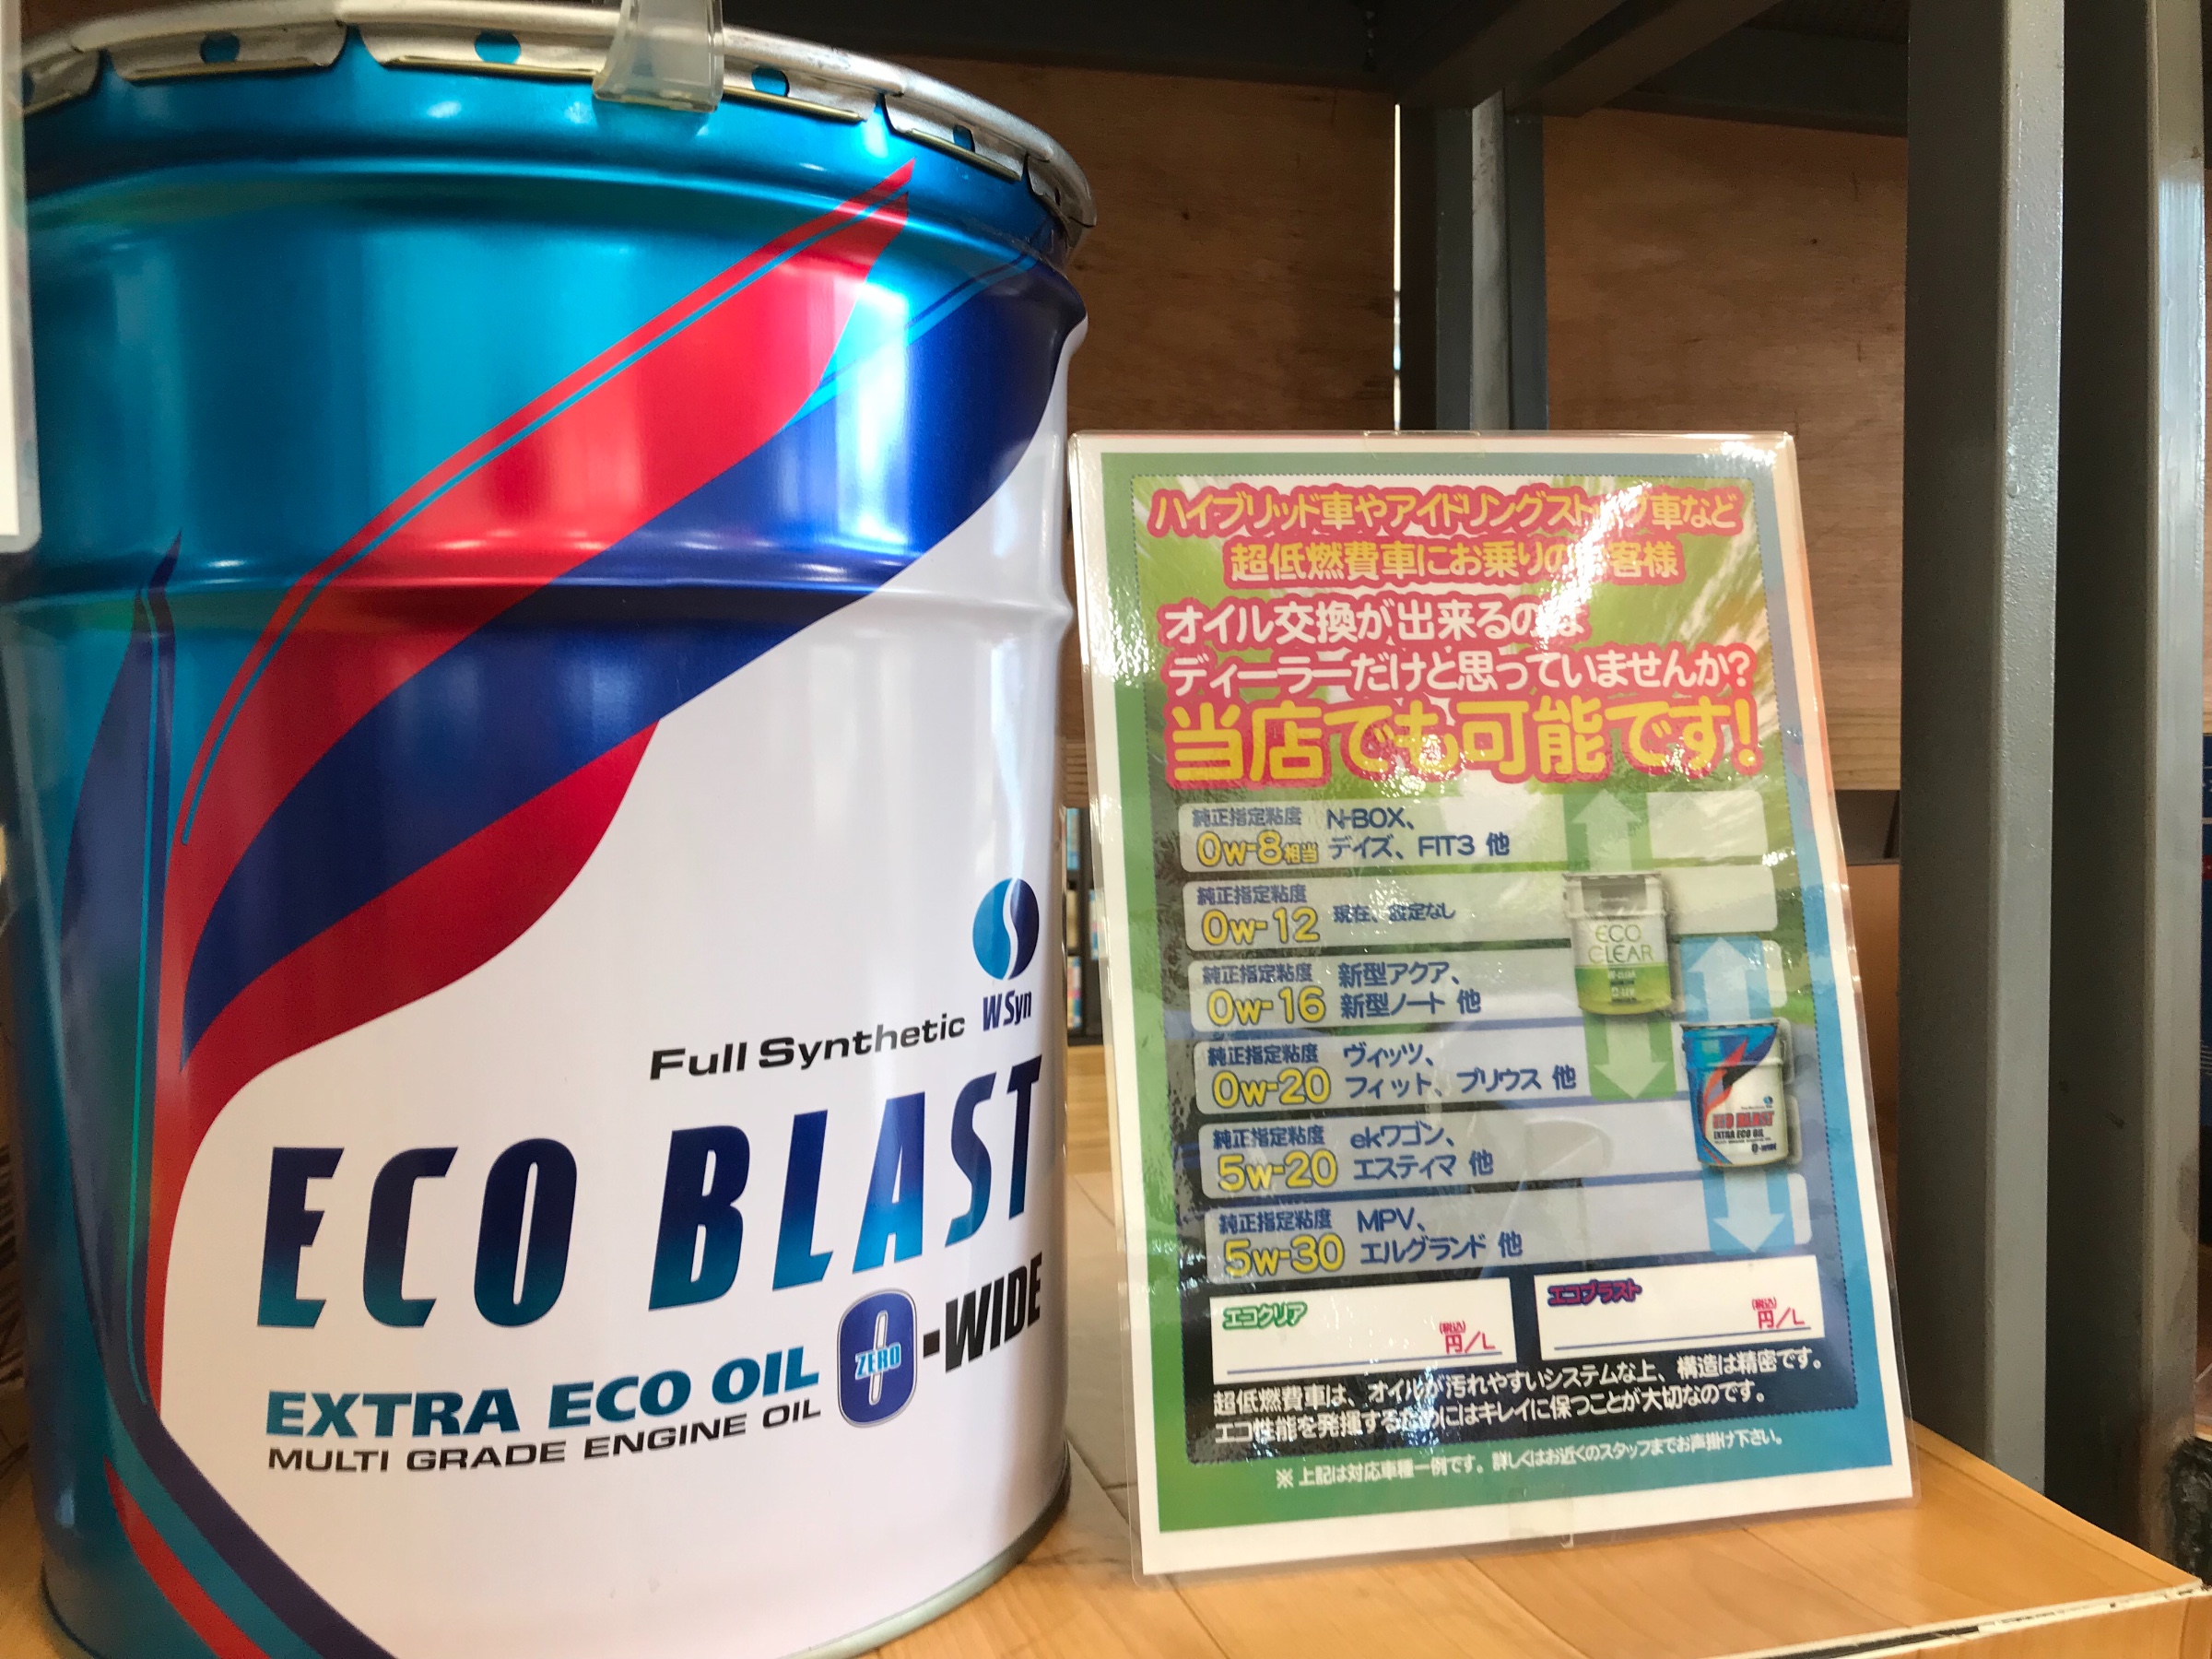 W Syn
Full Synthetic
ECO BLAST
EXTRA ECO OIL
ZERO
0-WIDE
MULTI GRADE ENGINE OIL
ハイブリッド車やアイドリングストップ車など
超低燃費車にお乗りのお客様
オイル交換が出来るのは
ディーラーだけと思っていませんか?
当店でも可能です!
純正指定粘度
0w-8相当
N-BOX、
デイズ、FIT3 他
純正指定粘度
0w-12
現在、設定なし
純正指定粘度
0w-16
新型アクア、
新型ノート 他
純正指定粘度
0w-20
ヴィッツ、
フィット、プリウス 他
純正指定粘度
5w-20
ekワゴン、
エスティマ 他
純正指定粘度
5w-30
MPV、
エルグランド 他
ECO
CLEAR
ECO BLAST
EXTRA ECO OIL
0-WIDE
エコクリア
(税込)
円/L
エコブラスト
(税込)
円/L
超低燃費車は、オイルが汚れやすいシステムな上、構造は精密です。
エコ性能を発揮するためにはキレイに保つことが大切なのです。
※ 上記は対応車種一例です。詳しくはお近くのスタッフまでお声掛け下さい。